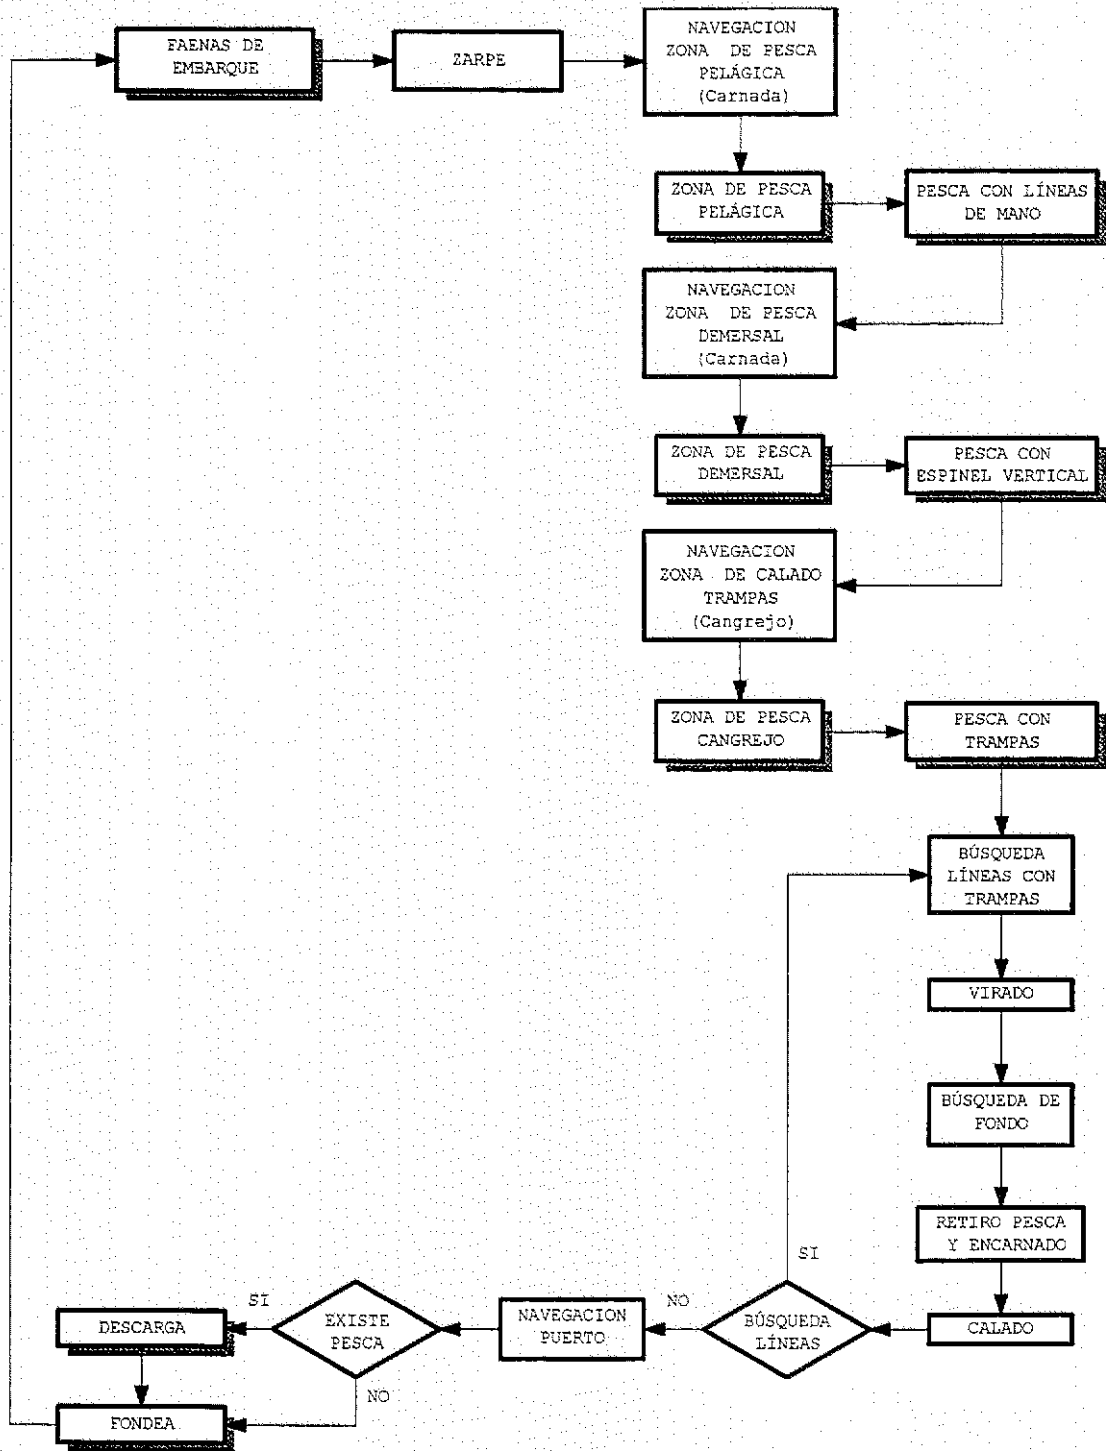 FAENAS DE
EMBARQUE
ZARPE
NAVEGACION
ZONA DE PESCA
PELÁGICA
(Carnada)
ZONA DE PESCA
PELÁGICA
PESCA CON LÍNEAS
DE MANO
NAVEGACION
ZONA DE PESCA
DEMERSAL
(Carnada)
ZONA DE PESCA
DEMERSAL
PESCA CON
ESPINEL VERTICAL
NAVEGACION
ZONA DE CALADO
TRAMPAS
(Cangrejo)
ZONA DE PESCA
CANGREJO
PESCA CON
TRAMPAS
BÚSQUEDA
LÍNEAS CON
TRAMPAS
VIRADO
BÚSQUEDA DE
FONDO
RETIRO PESCA
Y ENCARNADO
CALADO
SI
BÚSQUEDA
LÍNEAS
NO
NAVEGACION
PUERTO
EXISTE
PESCA
SI
NO
DESCARGA
FONDEA